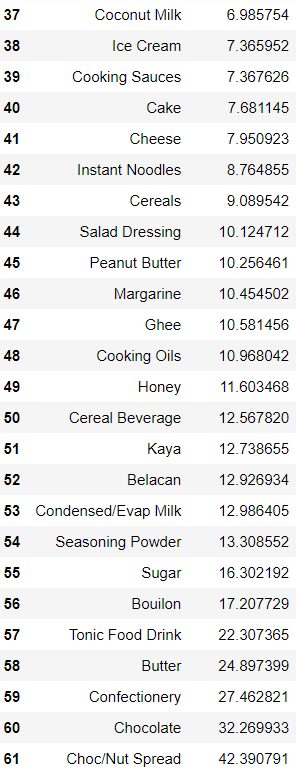 37 Coconut Milk 6.985754
38 Ice Cream 7.365952
39 Cooking Sauces 7.367626
40 Cake 7.681145
41 Cheese 7.950923
42 Instant Noodles 8.764855
43 Cereals 9.089542
44 Salad Dressing 10.124712
45 Peanut Butter 10.256461
46 Margarine 10.454502
47 Ghee 10.581456
48 Cooking Oils 10.968042
49 Honey 11.603468
50 Cereal Beverage 12.567820
51 Kaya 12.738655
52 Belacan 12.926934
53 Condensed/Evap Milk 12.986405
54 Seasoning Powder 13.308552
55 Sugar 16.302192
56 Bouilon 17.207729
57 Tonic Food Drink 22.307365
58 Butter 24.897399
59 Confectionery 27.462821
60 Chocolate 32.269933
61 Choc/Nut Spread 42.390791